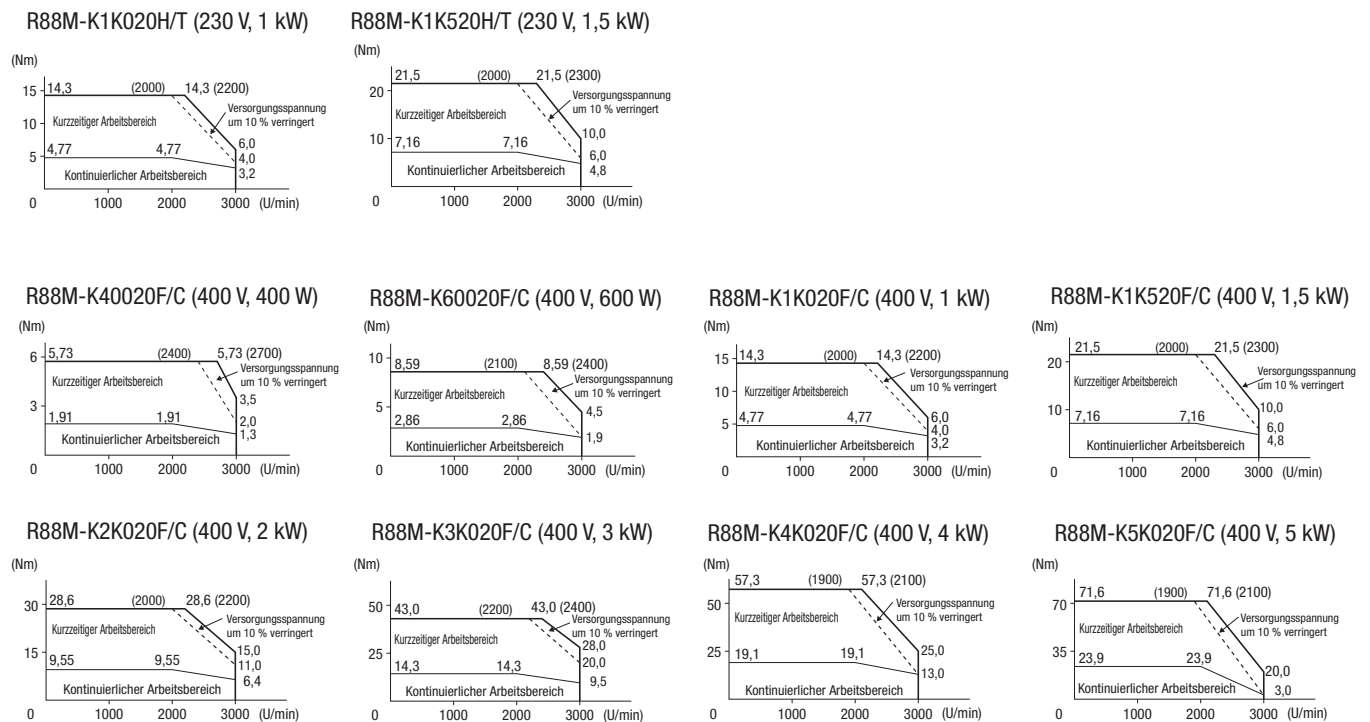 R88M-K1K020H/T (230 V, 1 kW)
(Nm)
14,3 (2000) 14,3 (2200)
15
Versorgungsspannung
um 10 % verringert
Kurzzeitiger Arbeitsbereich
10
6,0
4,77 4,77
4,0
5
3,2
Kontinuierlicher Arbeitsbereich
0 1000 2000 3000 (U/min)
R88M-K1K520H/T (230 V, 1,5 kW)
(Nm)
21,5 (2000) 21,5 (2300)
20
Versorgungsspannung
um 10 % verringert
Kurzzeitiger Arbeitsbereich
10
10,0
7,16 7,16
6,0
4,8
Kontinuierlicher Arbeitsbereich
0 1000 2000 3000 (U/min)
R88M-K40020F/C (400 V, 400 W)
(Nm)
6
5,73 (2400) 5,73 (2700)
Versorgungsspannung
um 10 % verringert
Kurzzeitiger Arbeitsbereich
3,5
3
1,91 1,91
2,0
1,3
Kontinuierlicher Arbeitsbereich
0 1000 2000 3000 (U/min)
R88M-K60020F/C (400 V, 600 W)
(Nm)
10
8,59 (2100) 8,59 (2400)
Versorgungsspannung
um 10 % verringert
Kurzzeitiger Arbeitsbereich
4,5
5
2,86 2,86
1,9
Kontinuierlicher Arbeitsbereich
0 1000 2000 3000 (U/min)
R88M-K1K020F/C (400 V, 1 kW)
(Nm)
15
14,3 (2000) 14,3 (2200)
Versorgungsspannung
um 10 % verringert
Kurzzeitiger Arbeitsbereich
10
6,0
4,77 4,77
4,0
5
3,2
Kontinuierlicher Arbeitsbereich
0 1000 2000 3000 (U/min)
R88M-K1K520F/C (400 V, 1,5 kW)
(Nm)
21,5 (2000) 21,5 (2300)
20
Versorgungsspannung
um 10 % verringert
Kurzzeitiger Arbeitsbereich
10
10,0
7,16 7,16
6,0
4,8
Kontinuierlicher Arbeitsbereich
0 1000 2000 3000 (U/min)
R88M-K2K020F/C (400 V, 2 kW)
(Nm)
30
28,6 (2000) 28,6 (2200)
Versorgungsspannung
um 10 % verringert
Kurzzeitiger Arbeitsbereich
15
15,0
9,55 9,55
11,0
6,4
Kontinuierlicher Arbeitsbereich
0 1000 2000 3000 (U/min)
R88M-K3K020F/C (400 V, 3 kW)
(Nm)
50
43,0 (2200) 43,0 (2400)
Versorgungsspannung
um 10 % verringert
Kurzzeitiger Arbeitsbereich
28,0
25
14,3 14,3
20,0
9,5
Kontinuierlicher Arbeitsbereich
0 1000 2000 3000 (U/min)
R88M-K4K020F/C (400 V, 4 kW)
(Nm)
57,3 (1900) 57,3 (2100)
50
Versorgungsspannung
um 10 % verringert
Kurzzeitiger Arbeitsbereich
25
25,0
19,1 19,1
13,0
Kontinuierlicher Arbeitsbereich
0 1000 2000 3000 (U/min)
R88M-K5K020F/C (400 V, 5 kW)
(Nm)
71,6 (1900) 71,6 (2100)
70
Versorgungsspannung
um 10 % verringert
Kurzzeitiger Arbeitsbereich
35
23,9 23,9
20,0
3,0
Kontinuierlicher Arbeitsbereich
0 1000 2000 3000 (U/min)